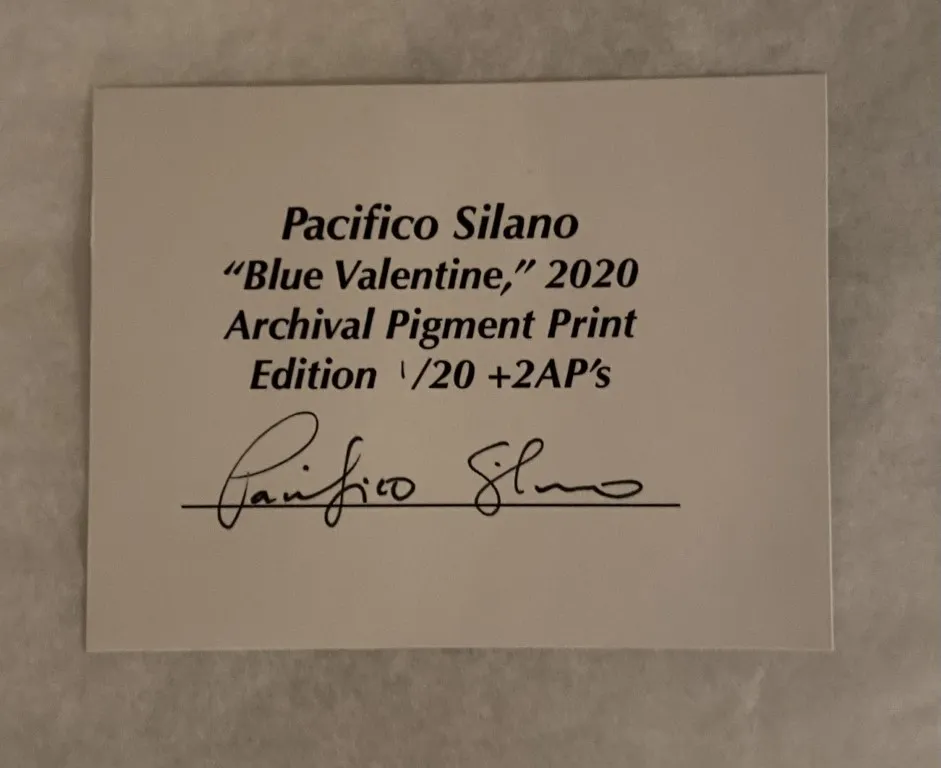 Pacifico Silano
“Blue Valentine,” 2020
Archival Pigment Print
Edition 1/20 +2AP’s
Pacifico Silano